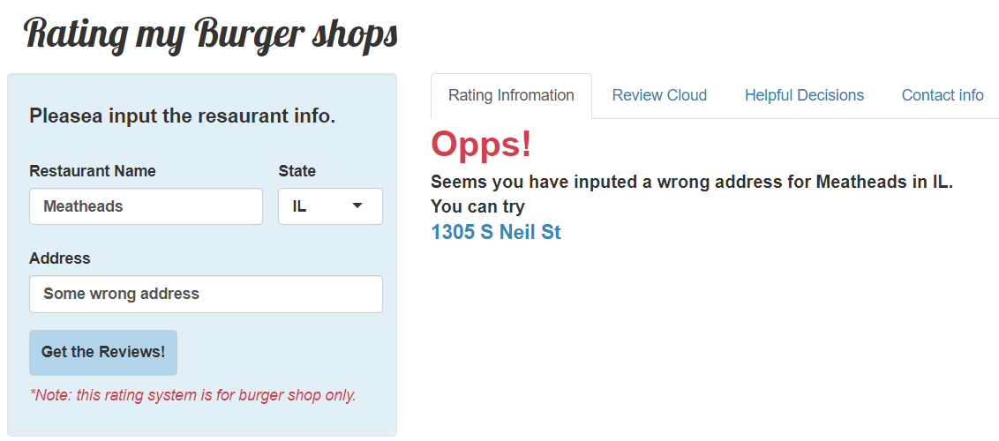 Rating my Burger shops
Pleasea input the resaurant info.
Restaurant Name
State
Meatheads
IL
Address
Some wrong address
Get the Reviews!
*Note: this rating system is for burger shop only.
Rating Infromation
Review Cloud
Helpful Decisions
Contact info
Opps!
Seems you have inputed a wrong address for Meatheads in IL.
You can try
1305 S Neil St